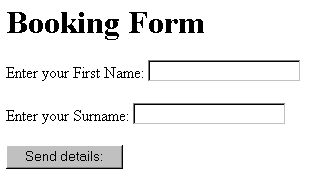 Booking Form
Enter your First Name:
Enter your Surname:
Send details: